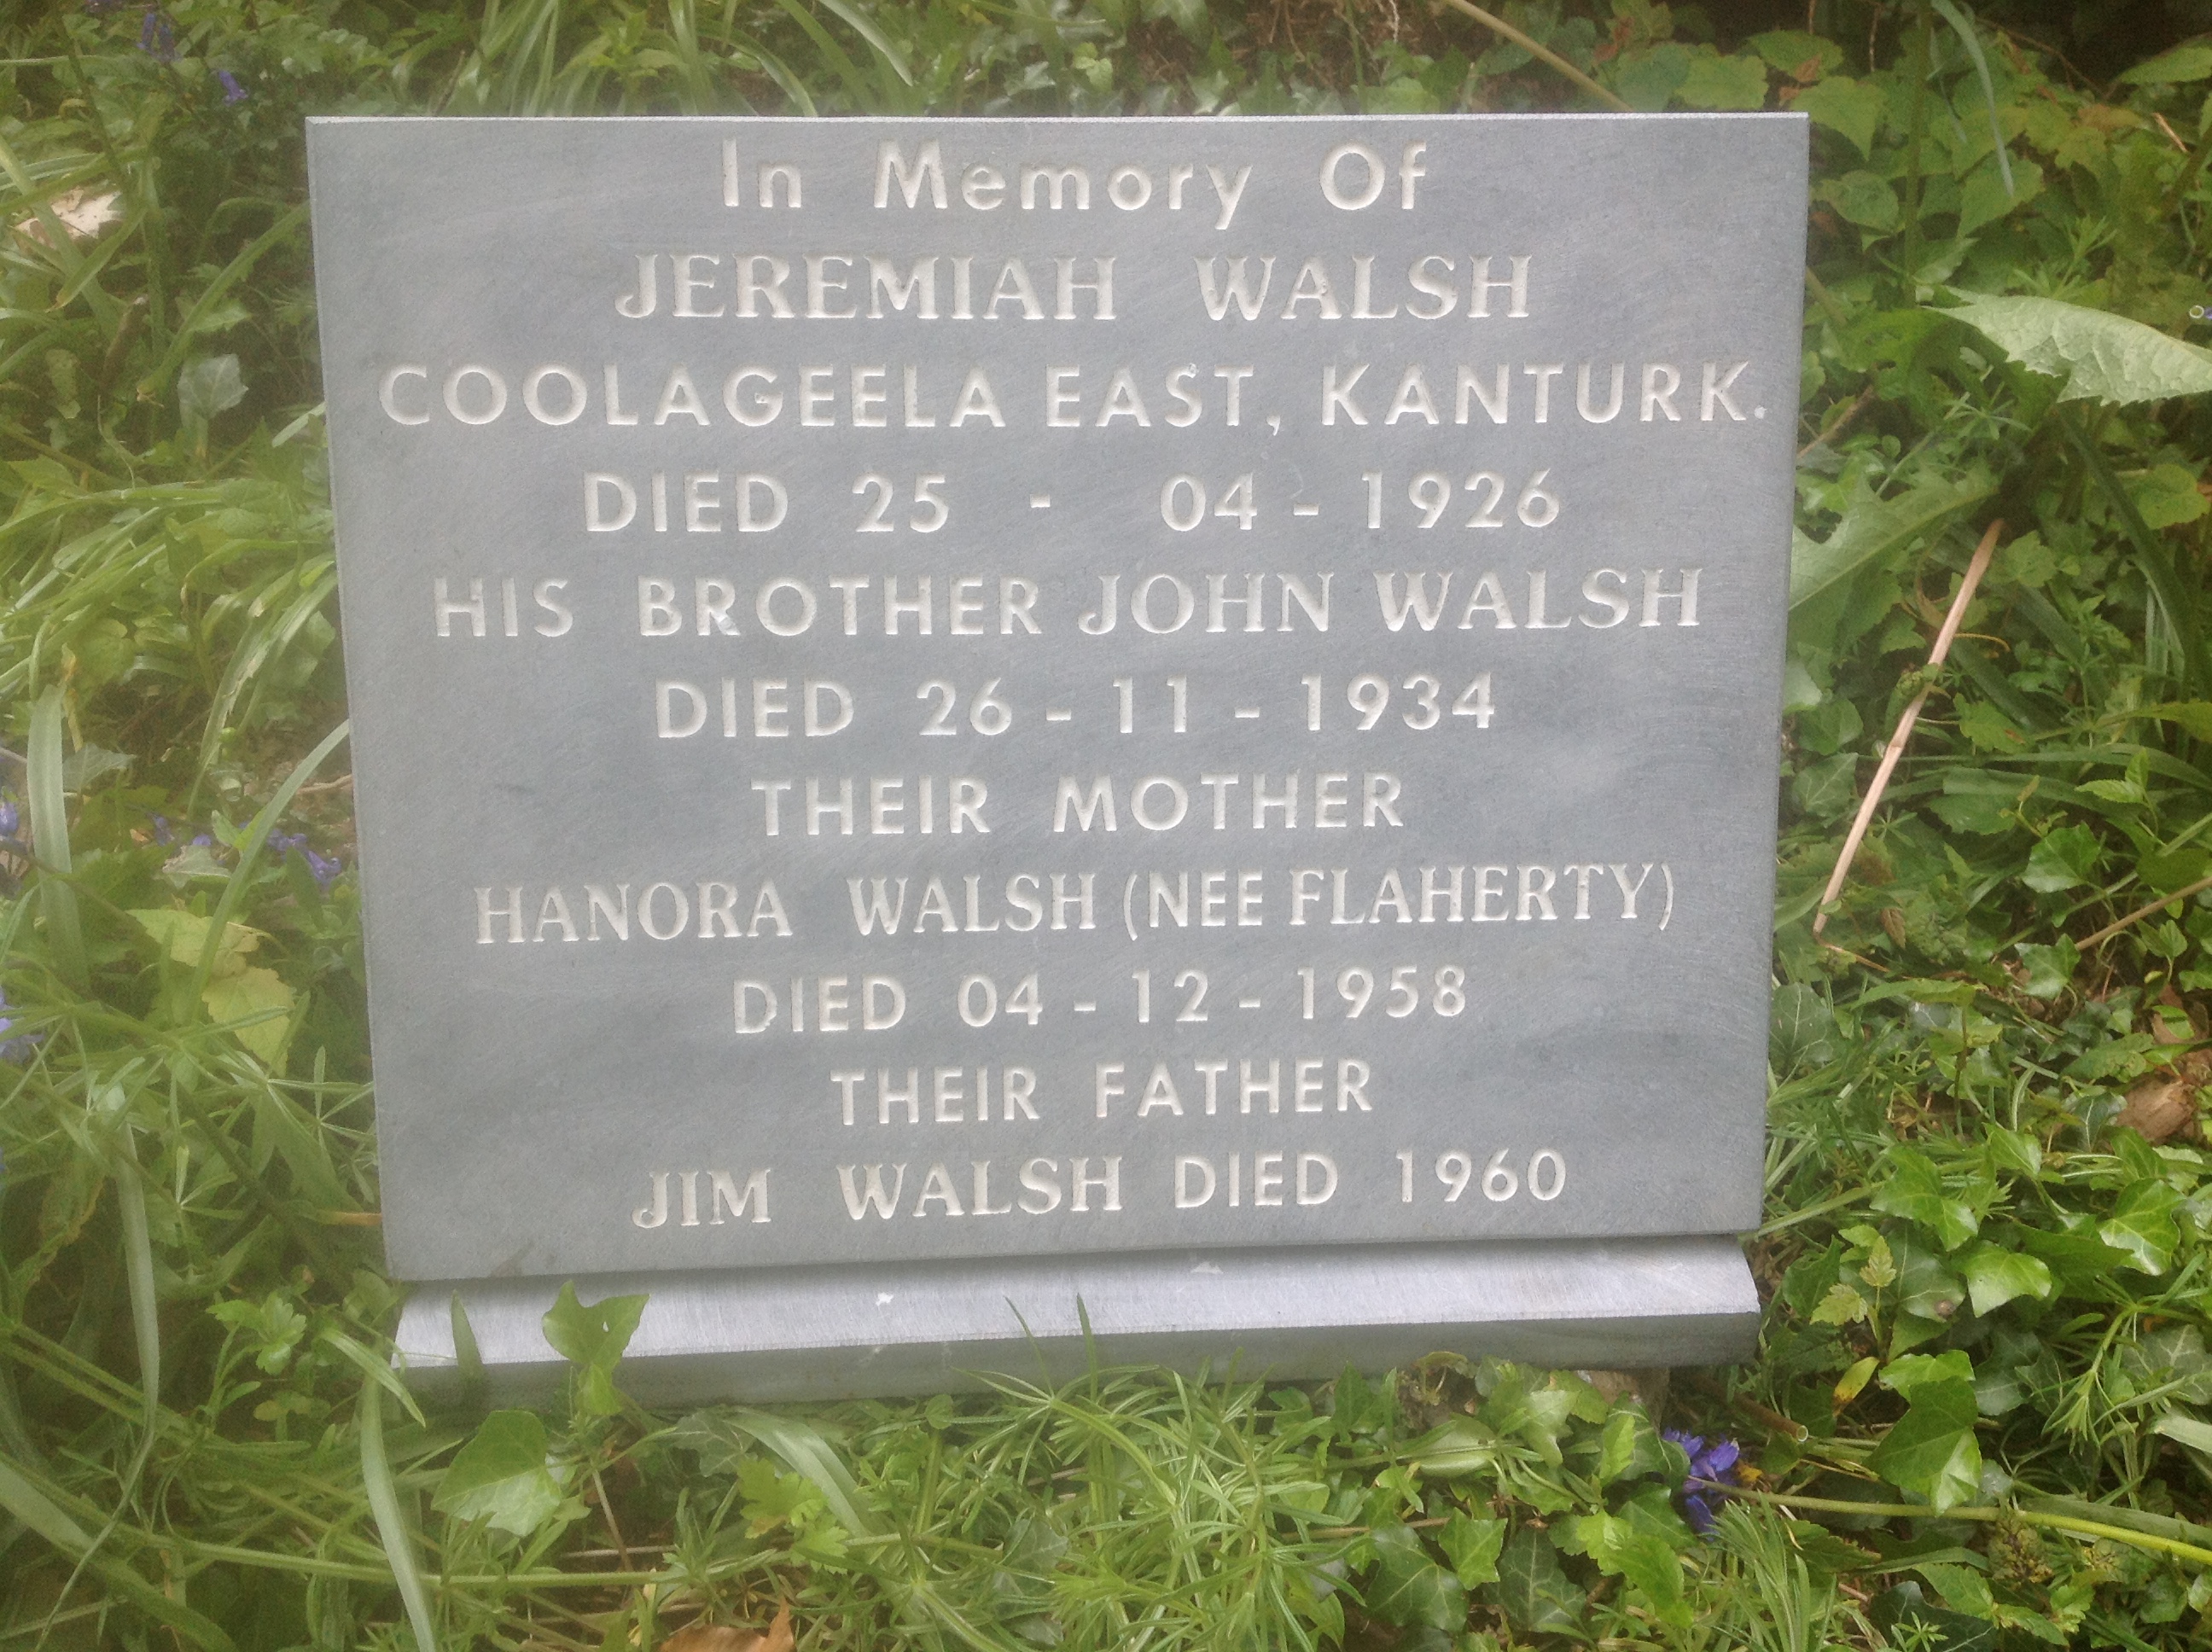 In Memory Of
JEREMIAH WALSH
COOLAGEELA EAST, KANTURK.
DIED 25 - 04 - 1926
HIS BROTHER JOHN WALSH
DIED 26 - 11 - 1934
THEIR MOTHER
HANORA WALSH (NEE FLAHERTY)
DIED 04 - 12 - 1958
THEIR FATHER
JIM WALSH DIED 1960